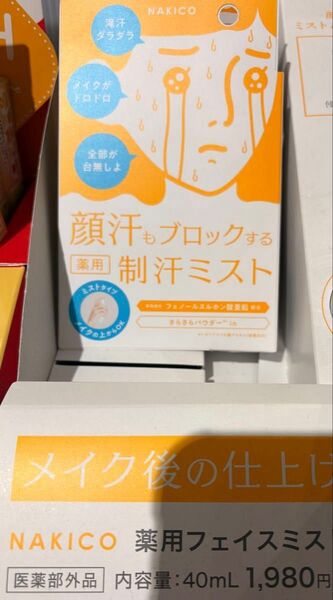 NAKICO
滝汗
ダラダラ
メイクが
ドロドロ
全部が
台無しよ
顔汗もブロックする
薬用 制汗ミスト
ミストタイプ
メイクの上からOK
フェノールスルホン酸亜鉛
さらさらパウダー in
ミスト
メイク後の仕上げ
NAKICO 薬用フェイスミス
医薬部外品 内容量:40mL 1,980円